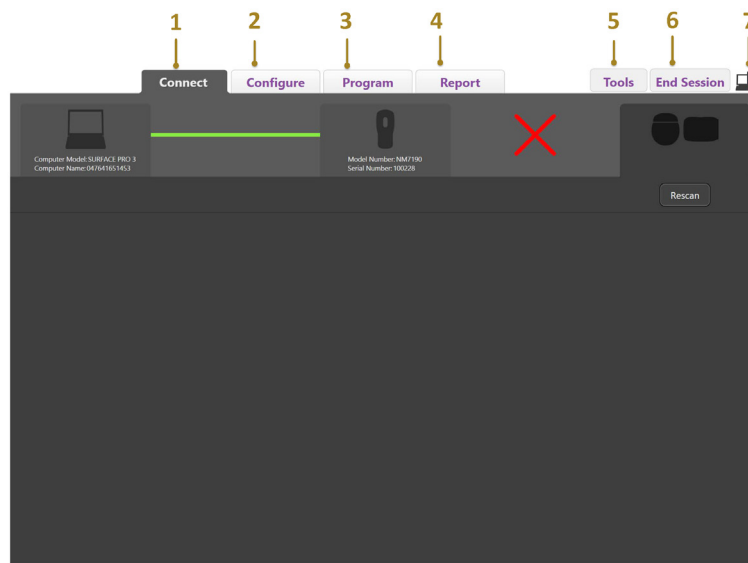 1 2 3 4 5 6 7
Connect Configure Program Report Tools End Session
Computer Model: SURFACE PRO 3
Computer Name: 047641651453
Model Number: NM7190
Serial Number: 100228
Rescan